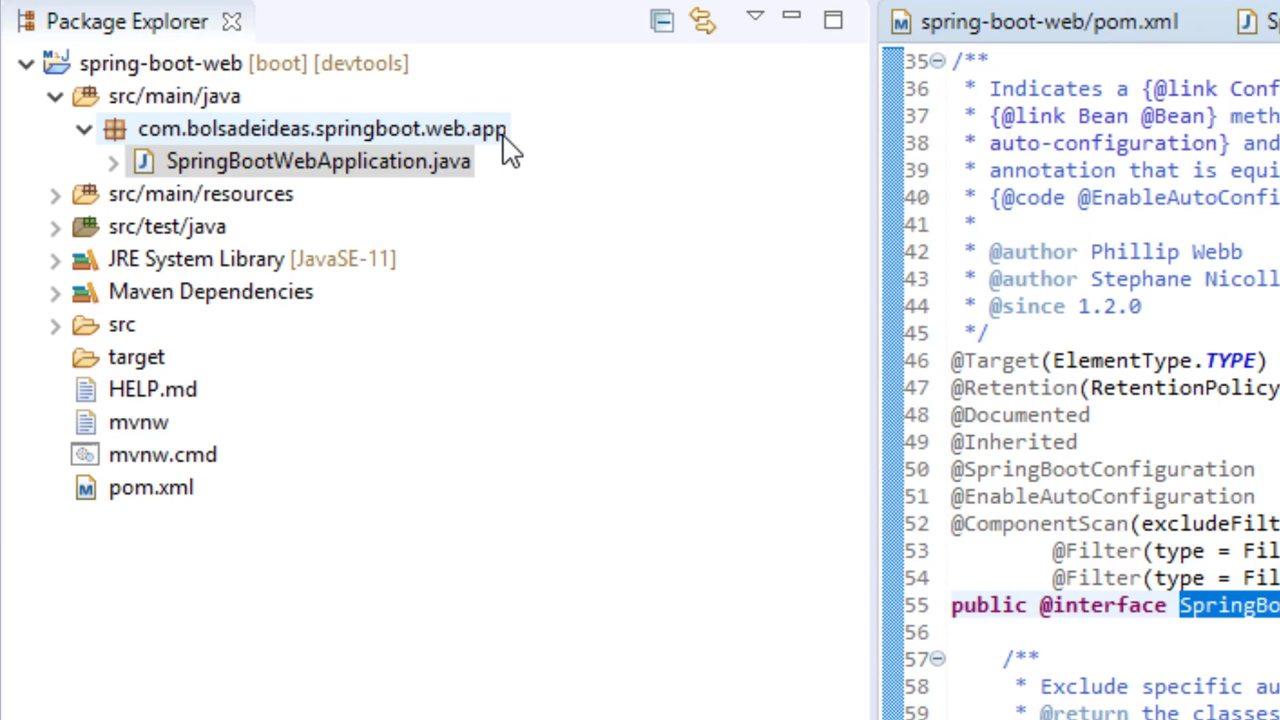 Package Explorer
spring-boot-web [boot] [devtools]
src/main/java
com.bolsadeideas.springboot.web.app
SpringBootWebApplication.java
src/main/resources
src/test/java
JRE System Library [JavaSE-11]
Maven Dependencies
src
target
HELP.md
mvnw
mvnw.cmd
pom.xml
spring-boot-web/pom.xml
35 /**
36 * Indicates a {@link Conf
37 * {@link Bean @Bean} meth
38 * auto-configuration} and
39 * annotation that is equi
40 * {@code @EnableAutoConfi
41 *
42 * @author Phillip Webb
43 * @author Stephane Nicoll
44 * @since 1.2.0
45 */
46 @Target(ElementType.TYPE)
47 @Retention(RetentionPolicy
48 @Documented
49 @Inherited
50 @SpringBootConfiguration
51 @EnableAutoConfiguration
52 @ComponentScan(excludeFilt
53 @Filter(type = Fil
54 @Filter(type = Fil
55 public @interface SpringBo
56
57 /**
58 * Exclude specific au
59 * @return the classes